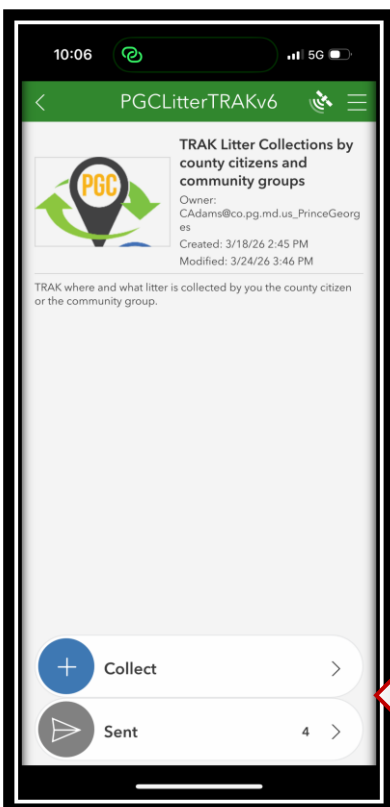 10:06
5G
PGCLitterTRAKv6
PGC
TRAK Litter Collections by
county citizens and
community groups
Owner:
CAdams@co.pg.md.us_PrinceGeorg
es
Created: 3/18/26 2:45 PM
Modified: 3/24/26 3:46 PM
TRAK where and what litter is collected by you the county citizen
or the community group.
Collect
Sent 4